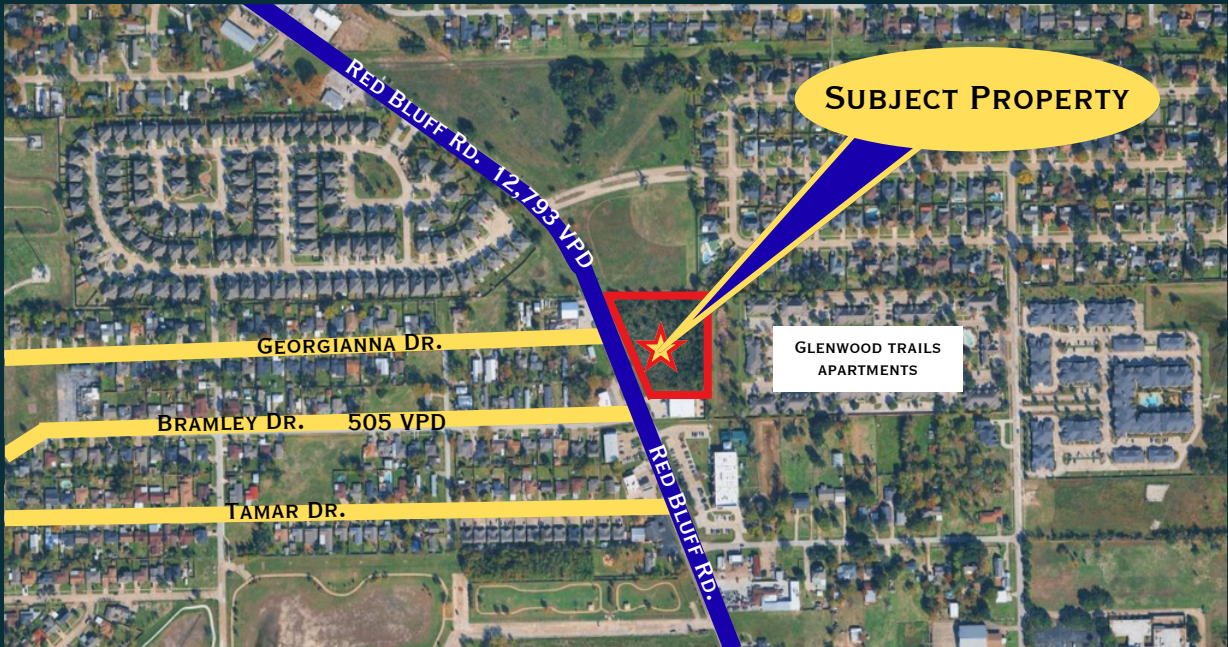 Red Bluff Rd. 12,793 VPD
Subject Property
Georgianna Dr.
Glenwood trails
apartments
Bramley Dr. 505 VPD
Red Bluff Rd.
Tamar Dr.